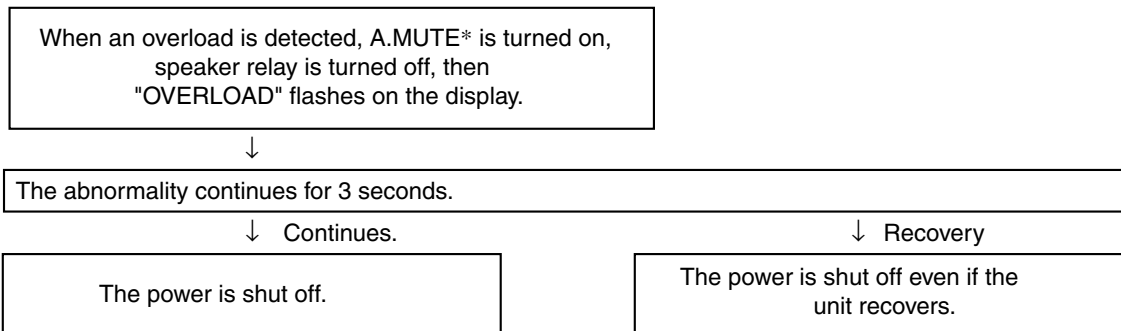 When an overload is detected, A.MUTE* is turned on,
speaker relay is turned off, then
"OVERLOAD" flashes on the display.
↓
The abnormality continues for 3 seconds.
↓ Continues.
↓ Recovery
The power is shut off.
The power is shut off even if the
unit recovers.